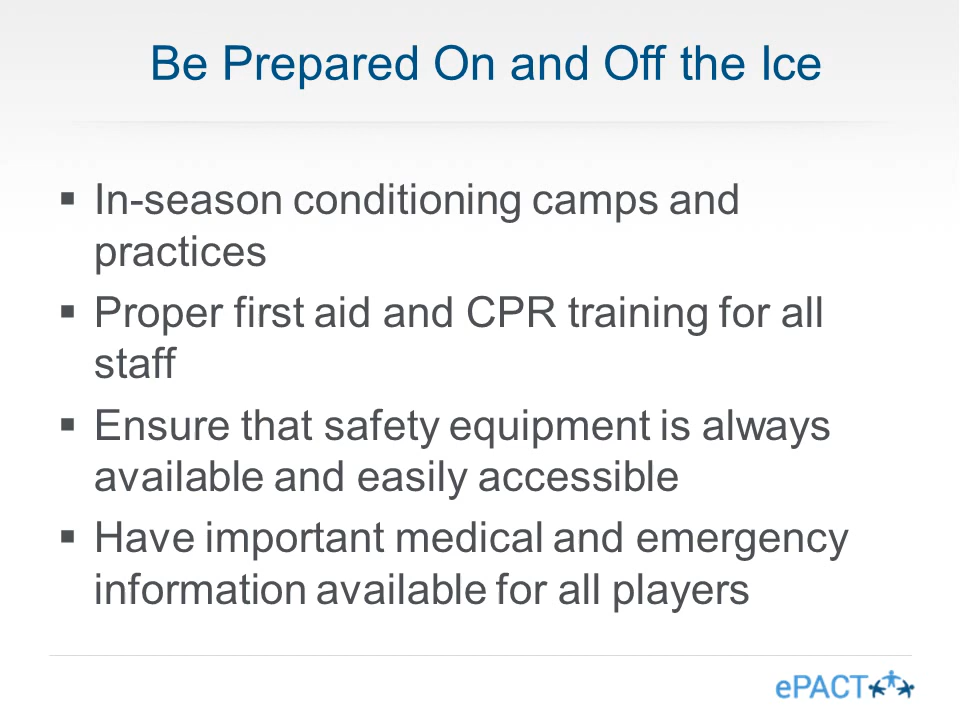 Be Prepared On and Off the Ice
▪ In-season conditioning camps and
practices
▪ Proper first aid and CPR training for all
staff
▪ Ensure that safety equipment is always
available and easily accessible
▪ Have important medical and emergency
information available for all players
ePACT